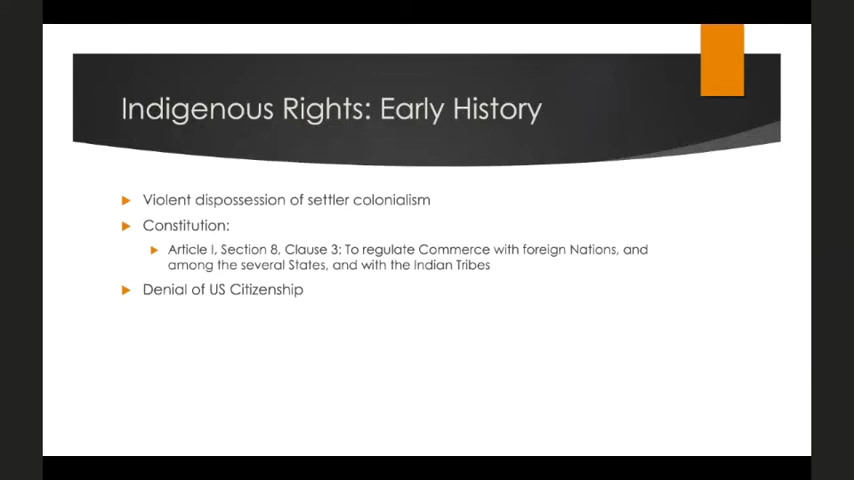 Indigenous Rights: Early History
Violent dispossession of settler colonialism
Constitution:
Article I, Section 8, Clause 3: To regulate Commerce with foreign Nations, and
among the several States, and with the Indian Tribes
Denial of US Citizenship